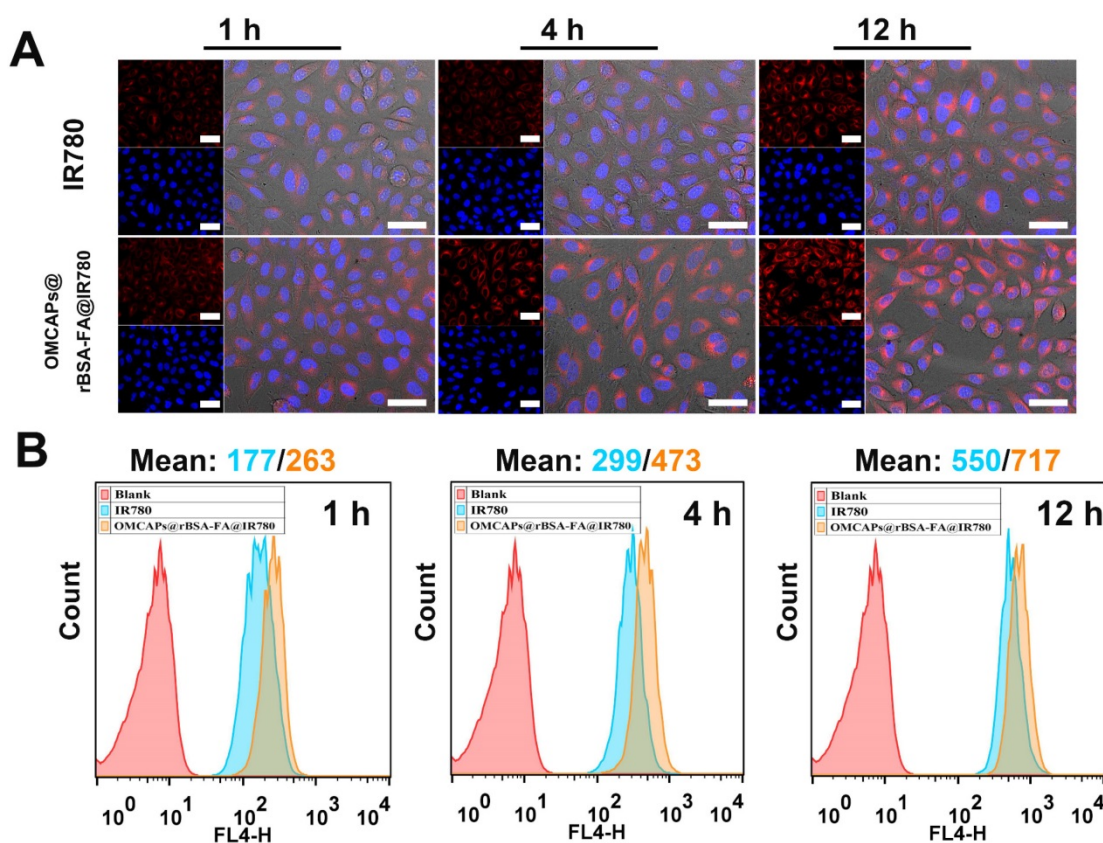 A
1 h
4 h
12 h
IR780
OMCAPs@
rBSA-FA@IR780
B
Mean: 177/263
Mean: 299/473
Mean: 550/717
Blank
IR780
OMCAPs@rBSA-FA@IR780
1 h
Count
10⁰ 10¹ 10² 10³ 10⁴
FL4-H
Blank
IR780
OMCAPs@rBSA-FA@IR780
4 h
Count
10⁰ 10¹ 10² 10³ 10⁴
FL4-H
Blank
IR780
OMCAPs@rBSA-FA@IR780
12 h
Count
10⁰ 10¹ 10² 10³ 10⁴
FL4-H